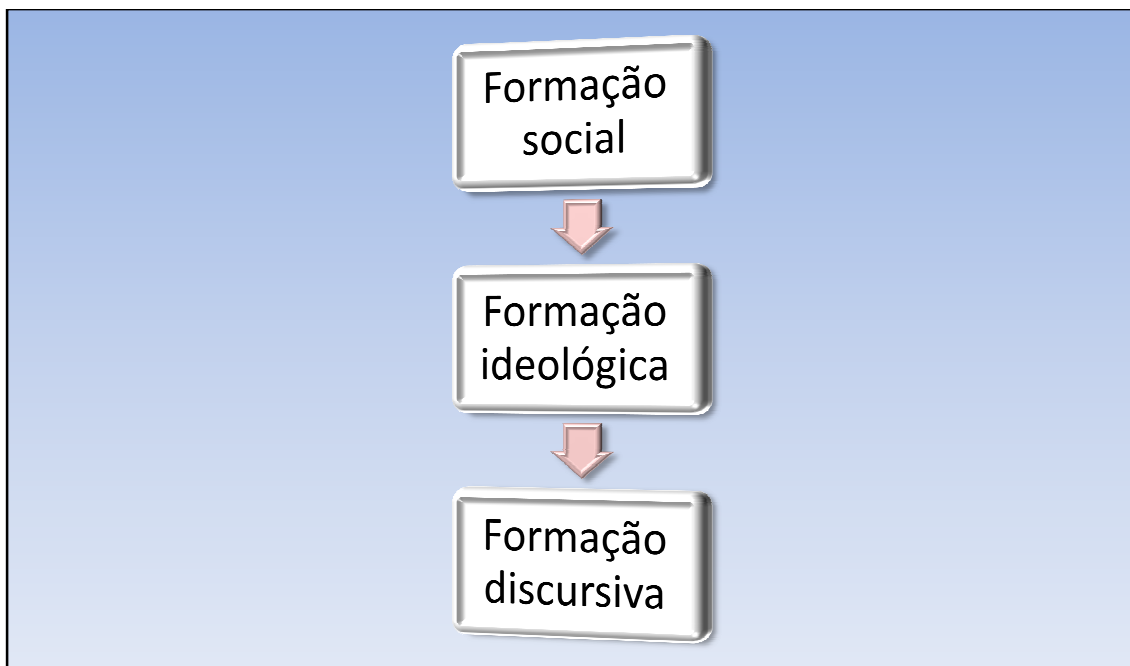 Formação
social
Formação
ideológica
Formação
discursiva